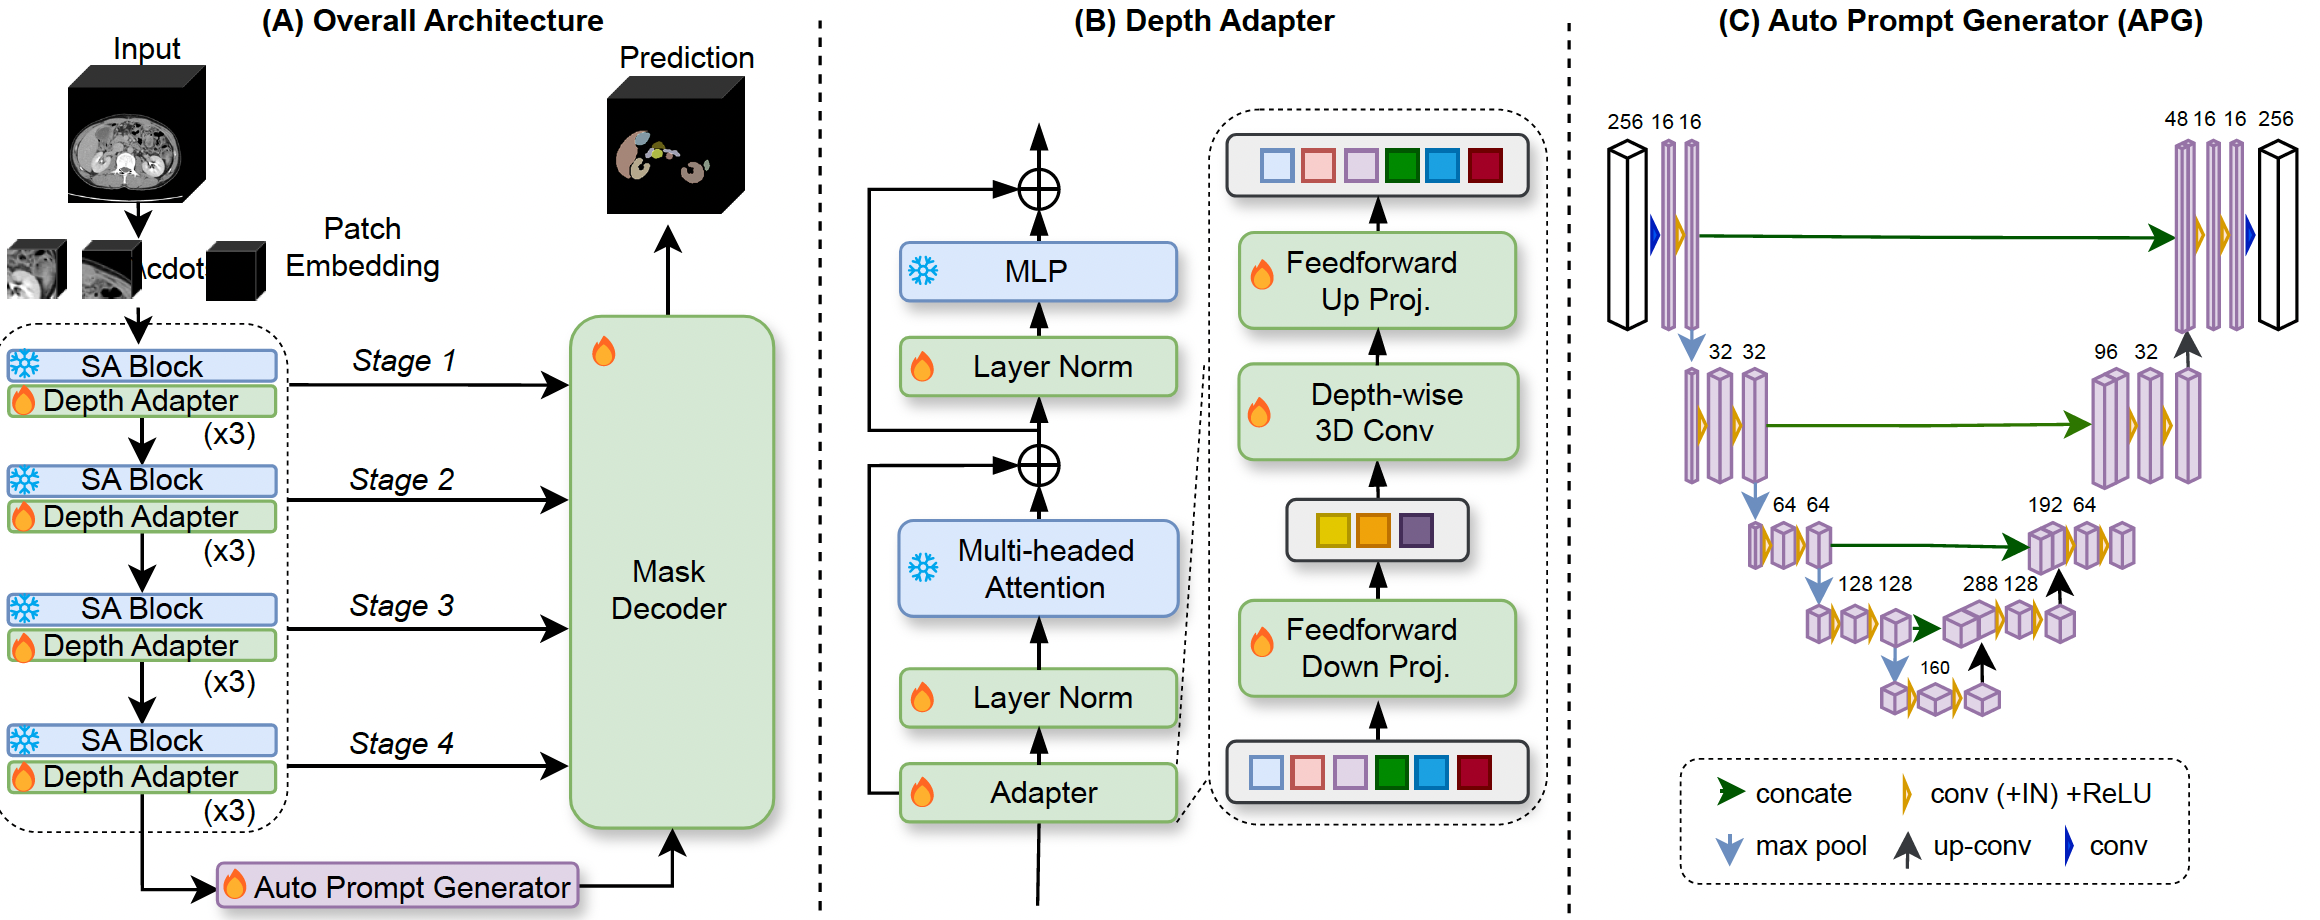 (A) Overall Architecture
Input
Prediction
\cdot
Patch
Embedding
SA Block
Depth Adapter
(x3)
Stage 1
SA Block
Depth Adapter
(x3)
Stage 2
SA Block
Depth Adapter
(x3)
Stage 3
SA Block
Depth Adapter
(x3)
Stage 4
Mask
Decoder
Auto Prompt Generator
(B) Depth Adapter
MLP
Layer Norm
Multi-headed
Attention
Layer Norm
Adapter
Feedforward
Up Proj.
Depth-wise
3D Conv
Feedforward
Down Proj.
(C) Auto Prompt Generator (APG)
256 16 16
48 16 16 256
32 32
96 32
64 64
192 64
128 128
288 128
160
concate
conv (+IN) +ReLU
max pool
up-conv
conv